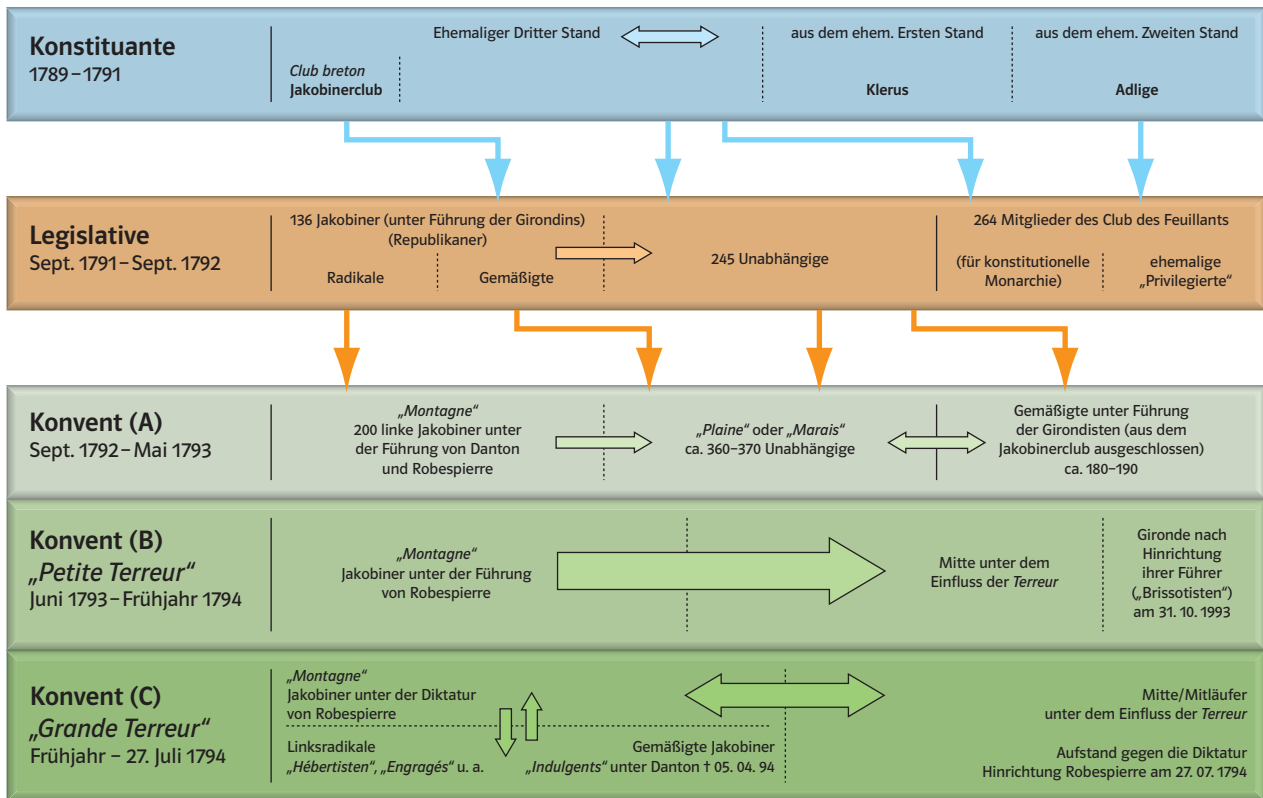 Konstituante
1789–1791
Ehemaliger Dritter Stand
Club breton
Jakobinerclub
aus dem ehem. Ersten Stand
Klerus
aus dem ehem. Zweiten Stand
Adlige
Legislative
Sept. 1791–Sept. 1792
136 Jakobiner (unter Führung der Girondins)
(Republikaner)
Radikale
Gemäßigte
245 Unabhängige
264 Mitglieder des Club des Feuillants
(für konstitutionelle
Monarchie)
ehemalige
„Privilegierte“
Konvent (A)
Sept. 1792–Mai 1793
„Montagne“
200 linke Jakobiner unter
der Führung von Danton
und Robespierre
„Plaine“ oder „Marais“
ca. 360–370 Unabhängige
Gemäßigte unter Führung
der Girondisten (aus dem
Jakobinerclub ausgeschlossen)
ca. 180–190
Konvent (B)
„Petite Terreur“
Juni 1793–Frühjahr 1794
„Montagne“
Jakobiner unter der Führung
von Robespierre
Mitte unter dem
Einfluss der Terreur
Gironde nach
Hinrichtung
ihrer Führer
(„Brissotisten“)
am 31. 10. 1993
Konvent (C)
„Grande Terreur“
Frühjahr – 27. Juli 1794
„Montagne“
Jakobiner unter der Diktatur
von Robespierre
Linksradikale
„Hébertisten“, „Engragés“ u. a.
Gemäßigte Jakobiner
„Indulgents“ unter Danton † 05. 04. 94
Mitte/Mitläufer
unter dem Einfluss der Terreur
Aufstand gegen die Diktatur
Hinrichtung Robespierre am 27. 07. 1794